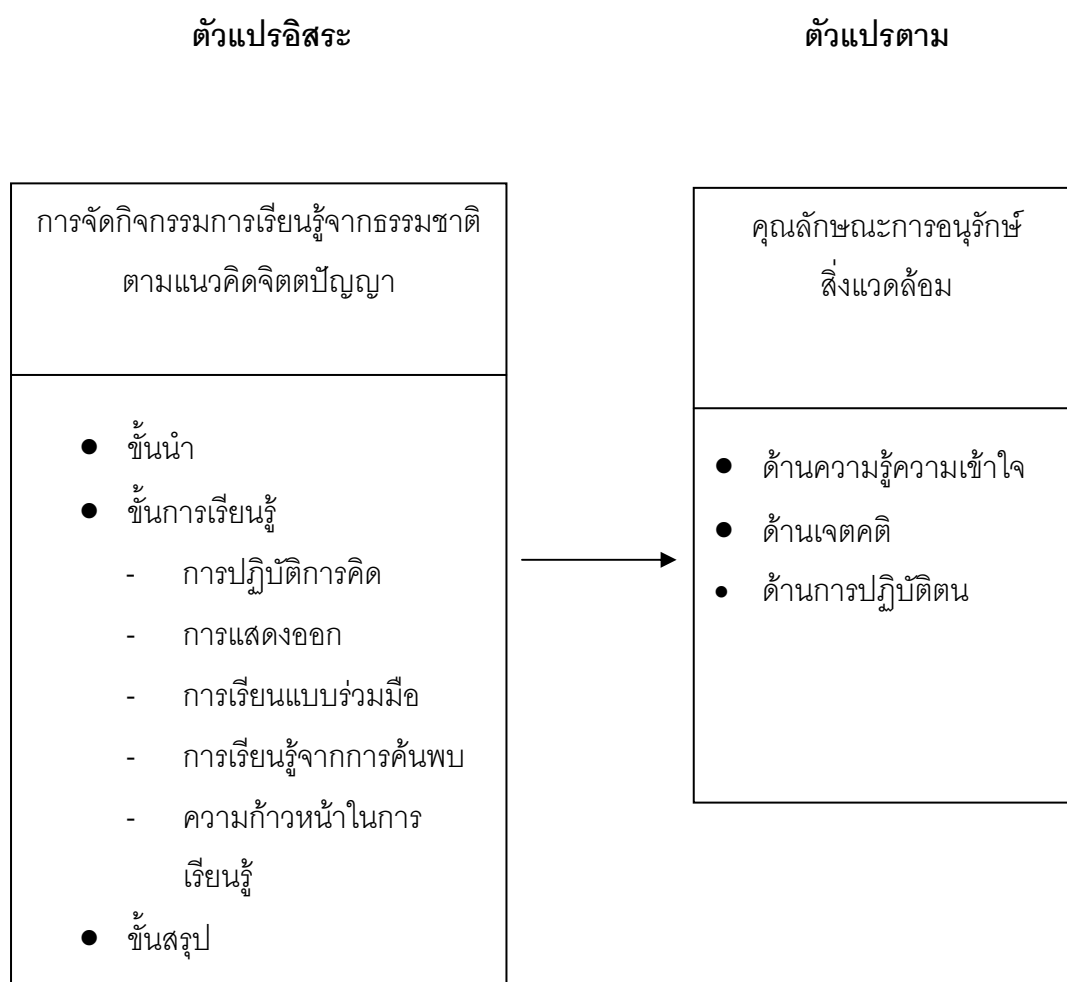 ตัวแปรอิสระ
ตัวแปรตาม
การจัดกิจกรรมการเรียนรู้จากธรรมชาติ
ตามแนวคิดจิตตปัญญา
● ขั้นนำ
● ขั้นการเรียนรู้
- การปฏิบัติการคิด
- การแสดงออก
- การเรียนแบบร่วมมือ
- การเรียนรู้จากการค้นพบ
- ความก้าวหน้าในการ
เรียนรู้
● ขั้นสรุป
คุณลักษณะการอนุรักษ์
สิ่งแวดล้อม
● ด้านความรู้ความเข้าใจ
● ด้านเจตคติ
● ด้านการปฏิบัติตน